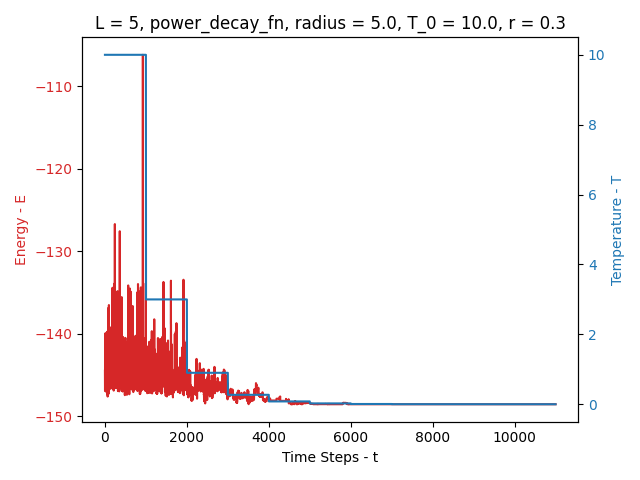 L = 5, power_decay_fn, radius = 5.0, T_0 = 10.0, r = 0.3
−110
−120
−130
−140
−150
Energy - E
10
8
6
4
2
0
Temperature - T
0 2000 4000 6000 8000 10000
Time Steps - t